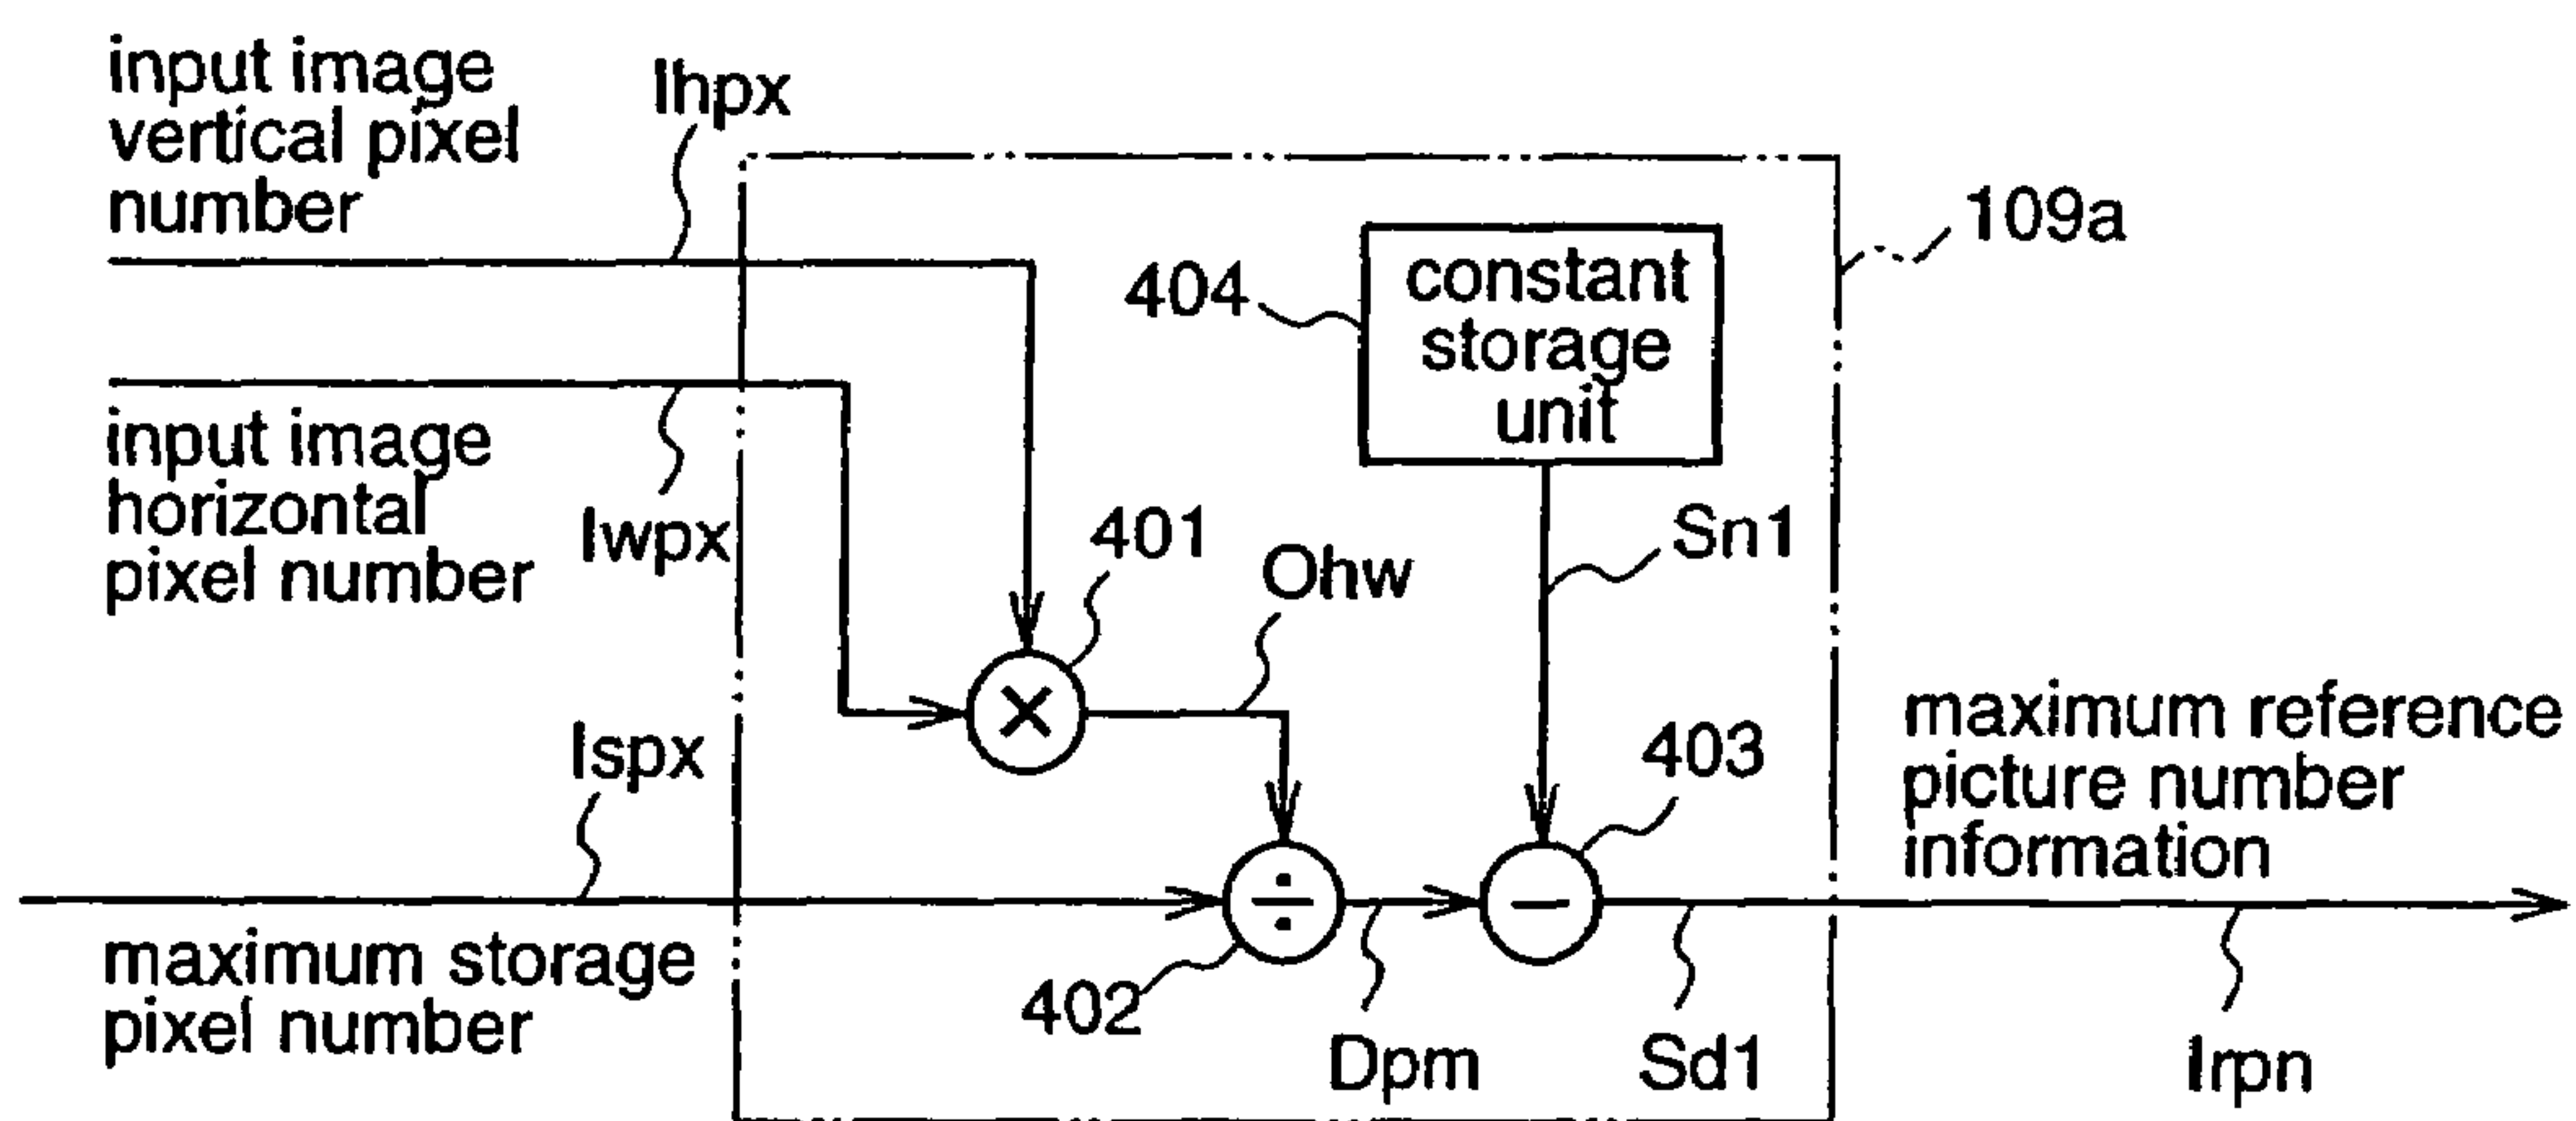 input image
vertical pixel
number
Ihpx
109a
404
constant
storage
unit
input image
horizontal
pixel number
Iwpx
401
Ohw
Sn1
×
Ispx
403
maximum reference
picture number
information
÷
−
maximum storage
pixel number
402
Dpm
Sd1
Irpn